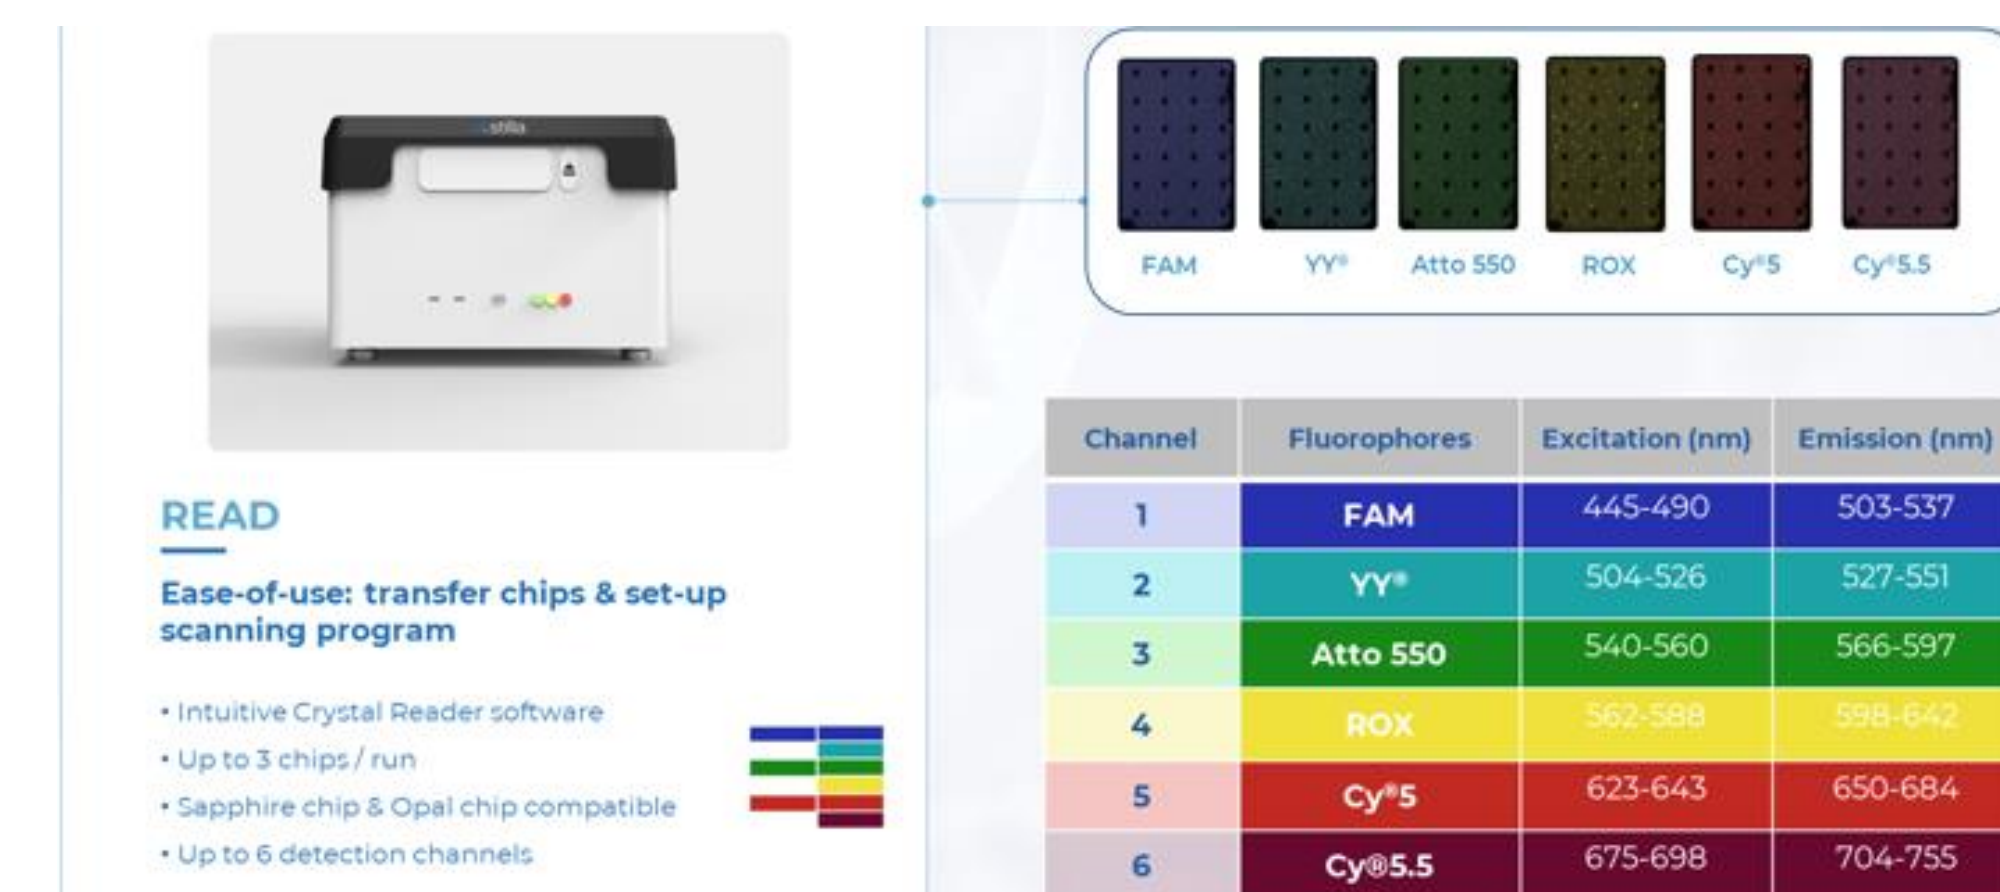 stilla
FAM YY® Atto 550 ROX Cy®5 Cy®5.5
READ
Ease-of-use: transfer chips & set-up
scanning program
• Intuitive Crystal Reader software
• Up to 3 chips / run
• Sapphire chip & Opal chip compatible
• Up to 6 detection channels
Channel Fluorophores Excitation (nm) Emission (nm)
1 FAM 445-490 503-537
2 YY® 504-526 527-551
3 Atto 550 540-560 566-597
4 ROX 562-588 598-642
5 Cy®5 623-643 650-684
6 Cy®5.5 675-698 704-755